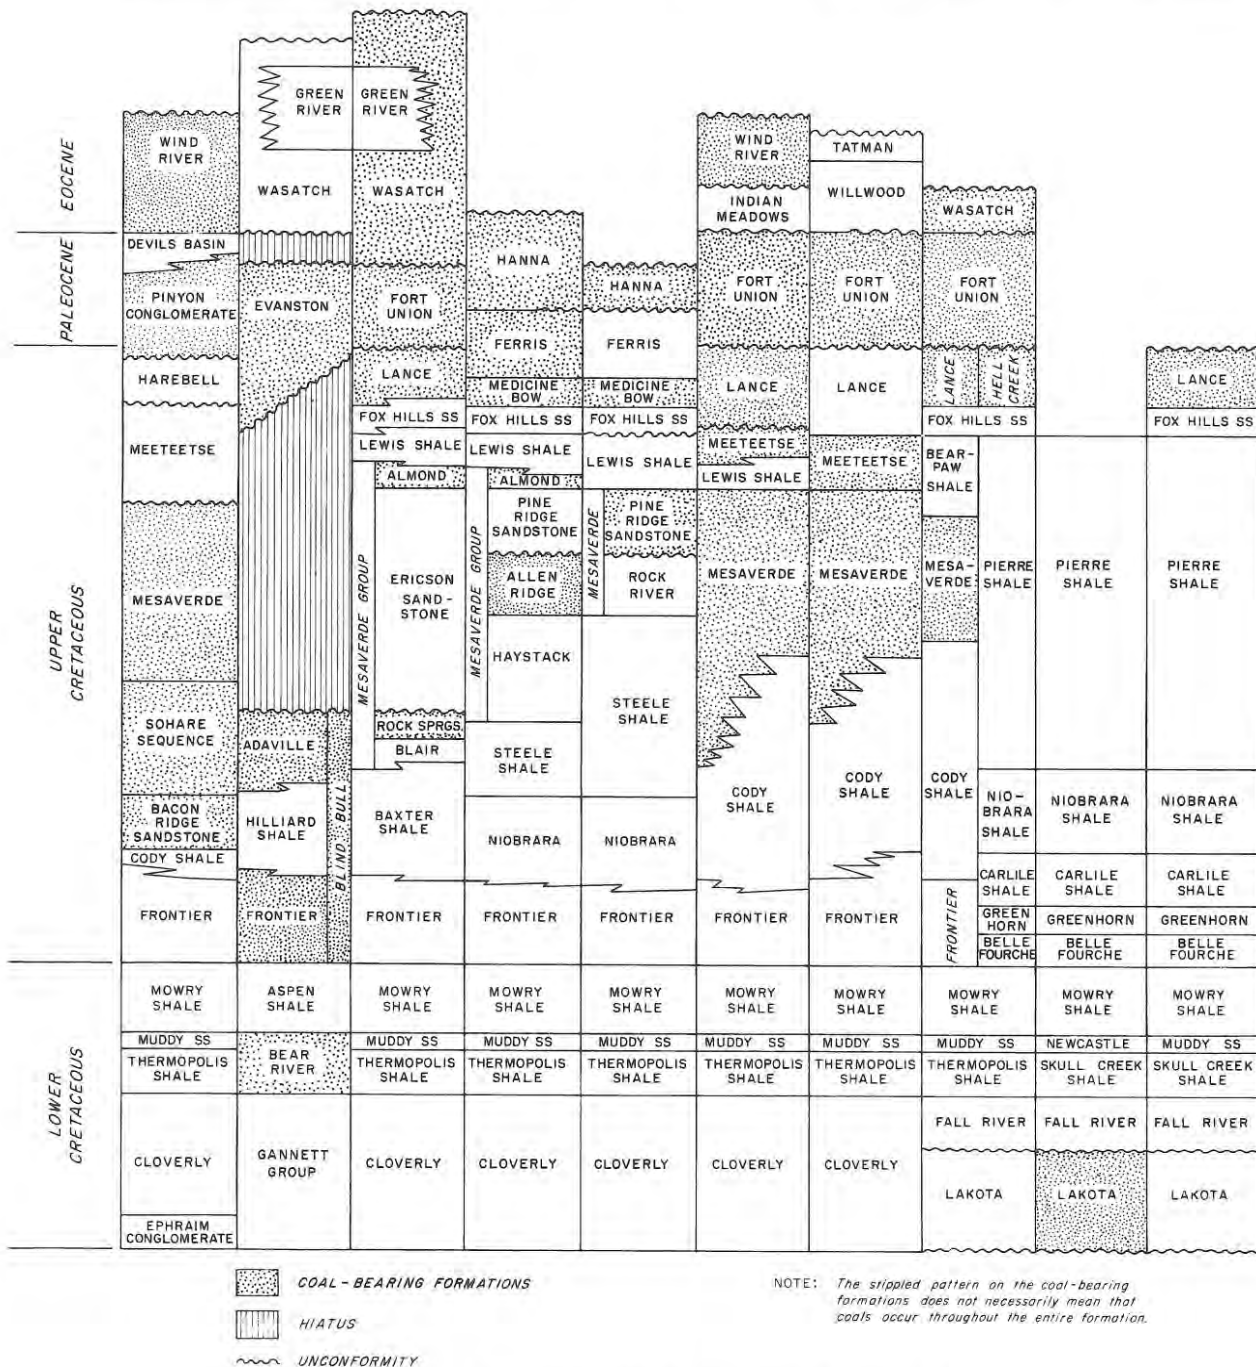 EOCENE
PALEOCENE
UPPER
CRETACEOUS
LOWER
CRETACEOUS
WIND
RIVER
DEVILS BASIN
PINYON
CONGLOMERATE
HAREBELL
MEETEETSE
MESAVERDE
SOHARE
SEQUENCE
BACON
RIDGE
SANDSTONE
CODY SHALE
FRONTIER
MOWRY
SHALE
MUDDY SS
THERMOPOLIS
SHALE
CLOVERLY
EPHRAIM
CONGLOMERATE
GREEN
RIVER
WASATCH
EVANSTON
ADAVILLE
HILLIARD
SHALE
BLIND BULL
FRONTIER
ASPEN
SHALE
BEAR
RIVER
GANNETT
GROUP
GREEN
RIVER
WASATCH
FORT
UNION
LANCE
FOX HILLS SS
LEWIS SHALE
MESAVERDE GROUP
ALMOND
ERICSON
SAND-
STONE
ROCK SPRGS.
BLAIR
BAXTER
SHALE
FRONTIER
MOWRY
SHALE
MUDDY SS
THERMOPOLIS
SHALE
CLOVERLY
HANNA
FERRIS
MEDICINE
BOW
FOX HILLS SS
LEWIS SHALE
MESAVERDE GROUP
ALMOND
PINE
RIDGE
SANDSTONE
ALLEN
RIDGE
HAYSTACK
STEELE
SHALE
NIOBRARA
FRONTIER
MOWRY
SHALE
MUDDY SS
THERMOPOLIS
SHALE
CLOVERLY
HANNA
FERRIS
MEDICINE
BOW
FOX HILLS SS
LEWIS SHALE
MESAVERDE
PINE
RIDGE
SANDSTONE
ROCK
RIVER
STEELE
SHALE
NIOBRARA
FRONTIER
MOWRY
SHALE
MUDDY SS
THERMOPOLIS
SHALE
CLOVERLY
WIND
RIVER
INDIAN
MEADOWS
FORT
UNION
LANCE
MEETEETSE
LEWIS SHALE
MESAVERDE
CODY
SHALE
FRONTIER
MOWRY
SHALE
MUDDY SS
THERMOPOLIS
SHALE
CLOVERLY
TATMAN
WILLWOOD
FORT
UNION
LANCE
MEETEETSE
MESAVERDE
CODY
SHALE
FRONTIER
MOWRY
SHALE
MUDDY SS
THERMOPOLIS
SHALE
CLOVERLY
WASATCH
FORT
UNION
LANCE
HELL
CREEK
FOX HILLS SS
BEAR-
PAW
SHALE
MESA-
VERDE
CODY
SHALE
FRONTIER
PIERRE
SHALE
NIO-
BRARA
SHALE
CARLILE
SHALE
GREEN
HORN
BELLE
FOURCHE
MOWRY
SHALE
MUDDY SS
THERMOPOLIS
SHALE
FALL RIVER
LAKOTA
PIERRE
SHALE
NIOBRARA
SHALE
CARLILE
SHALE
GREENHORN
BELLE
FOURCHE
MOWRY
SHALE
NEWCASTLE
SKULL CREEK
SHALE
FALL RIVER
LAKOTA
LANCE
FOX HILLS SS
PIERRE
SHALE
NIOBRARA
SHALE
CARLILE
SHALE
GREENHORN
BELLE
FOURCHE
MOWRY
SHALE
MUDDY SS
SKULL CREEK
SHALE
FALL RIVER
LAKOTA
COAL-BEARING FORMATIONS
HIATUS
UNCONFORMITY
NOTE: The stippled pattern on the coal-bearing
formations does not necessarily mean that
coals occur throughout the entire formation.